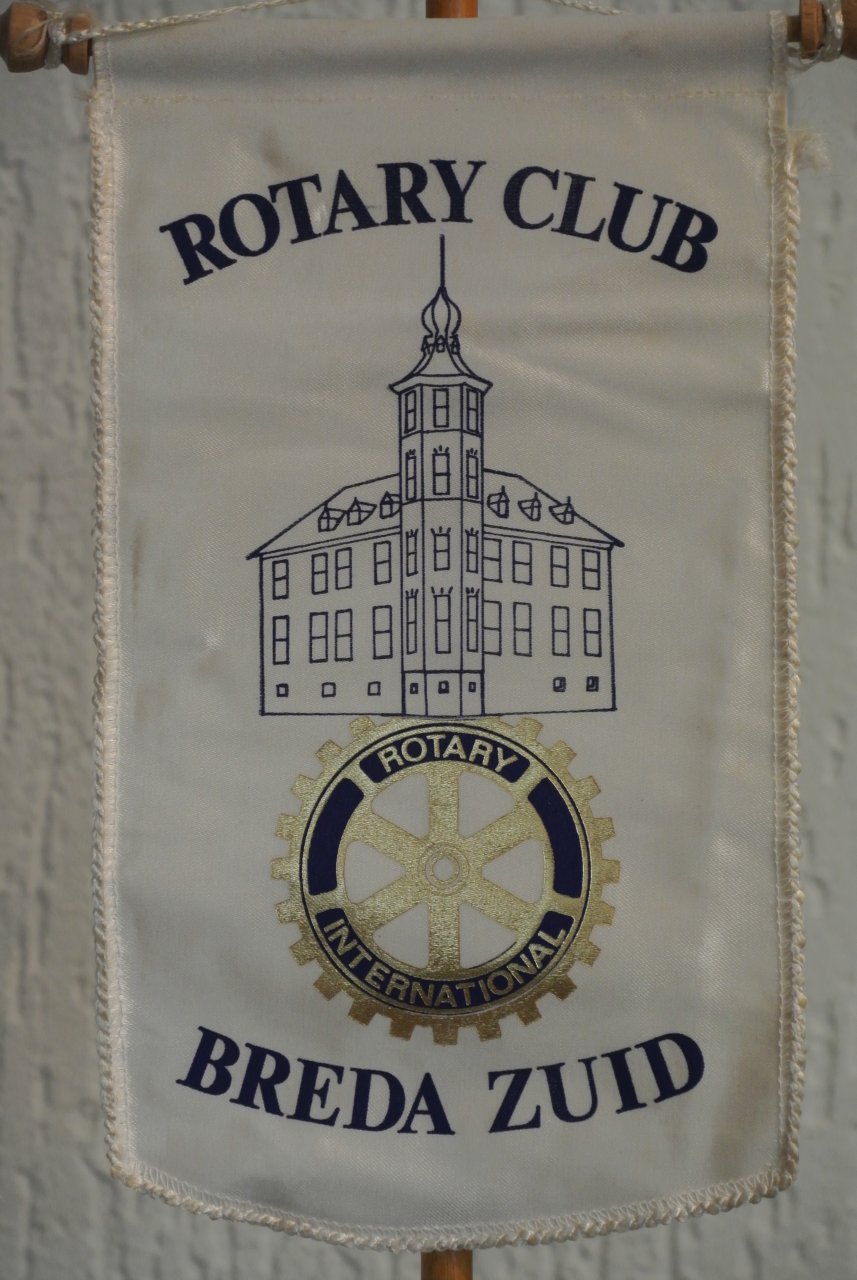 ROTARY CLUB
ROTARY
INTERNATIONAL
BREDA ZUID